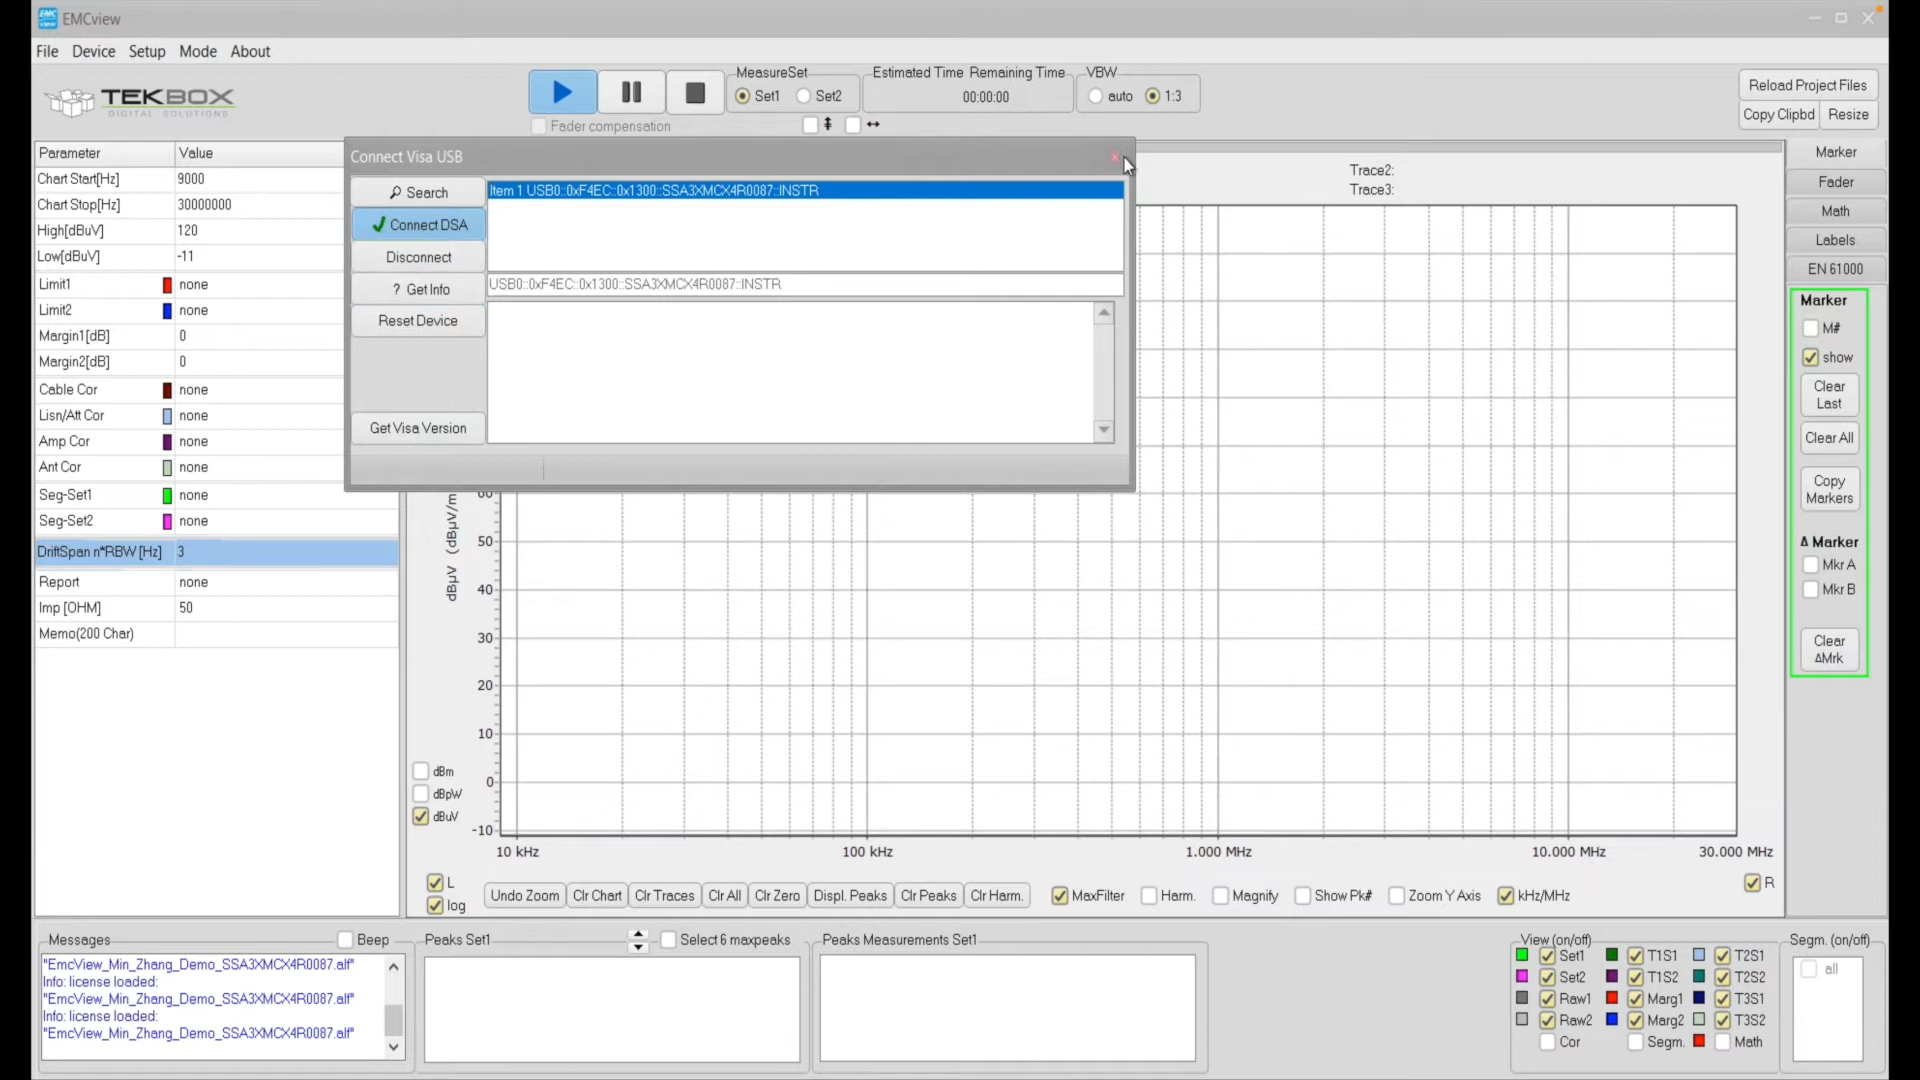 EMCview
File Device Setup Mode About
TEKBOX
DIGITAL SOLUTIONS
MeasureSet
Set1 Set2
Estimated Time Remaining Time
00:00:00
VBW
auto 1:3
Fader compensation
Reload Project Files
Copy Clipbd Resize
Parameter Value
Chart Start[Hz] 9000
Chart Stop[Hz] 30000000
High[dBuV] 120
Low[dBuV] -11
Limit1 none
Limit2 none
Margin1[dB] 0
Margin2[dB] 0
Cable Cor none
Lisn/Att Cor none
Amp Cor none
Ant Cor none
Seg-Set1 none
Seg-Set2 none
DriftSpan n*RBW [Hz] 3
Report none
Imp [OHM] 50
Memo(200 Char)
Connect Visa USB
Search
Item 1 USB0::0xF4EC::0x1300::SSA3XMCX4R0087::INSTR
Connect DSA
Disconnect
? Get Info
USB0::0xF4EC::0x1300::SSA3XMCX4R0087::INSTR
Reset Device
Get Visa Version
Trace2:
Trace3:
dBµV (dBµV/m
60
50
40
30
20
10
0
-10
10 kHz 100 kHz 1.000 MHz 10.000 MHz 30.000 MHz
dBm
dBpW
dBuV
L
log
R
Undo Zoom Clr Chart Clr Traces Clr All Clr Zero Displ. Peaks Clr Peaks Clr Harm. MaxFilter Harm. Magnify Show Pk# Zoom Y Axis kHz/MHz
Marker
Fader
Math
Labels
EN 61000
Marker
M#
show
Clear
Last
Clear All
Copy
Markers
Δ Marker
Mkr A
Mkr B
Clear
ΔMrk
Messages Beep
"EmcView_Min_Zhang_Demo_SSA3XMCX4R0087.alf"
Info: license loaded:
"EmcView_Min_Zhang_Demo_SSA3XMCX4R0087.alf"
Info: license loaded:
"EmcView_Min_Zhang_Demo_SSA3XMCX4R0087.alf"
Peaks Set1 Select 6 maxpeaks
Peaks Measurements Set1
View (on/off)
Set1 T1S1 T2S1
Set2 T1S2 T2S2
Raw1 Marg1 T3S1
Raw2 Marg2 T3S2
Cor Segm. Math
Segm. (on/off)
all